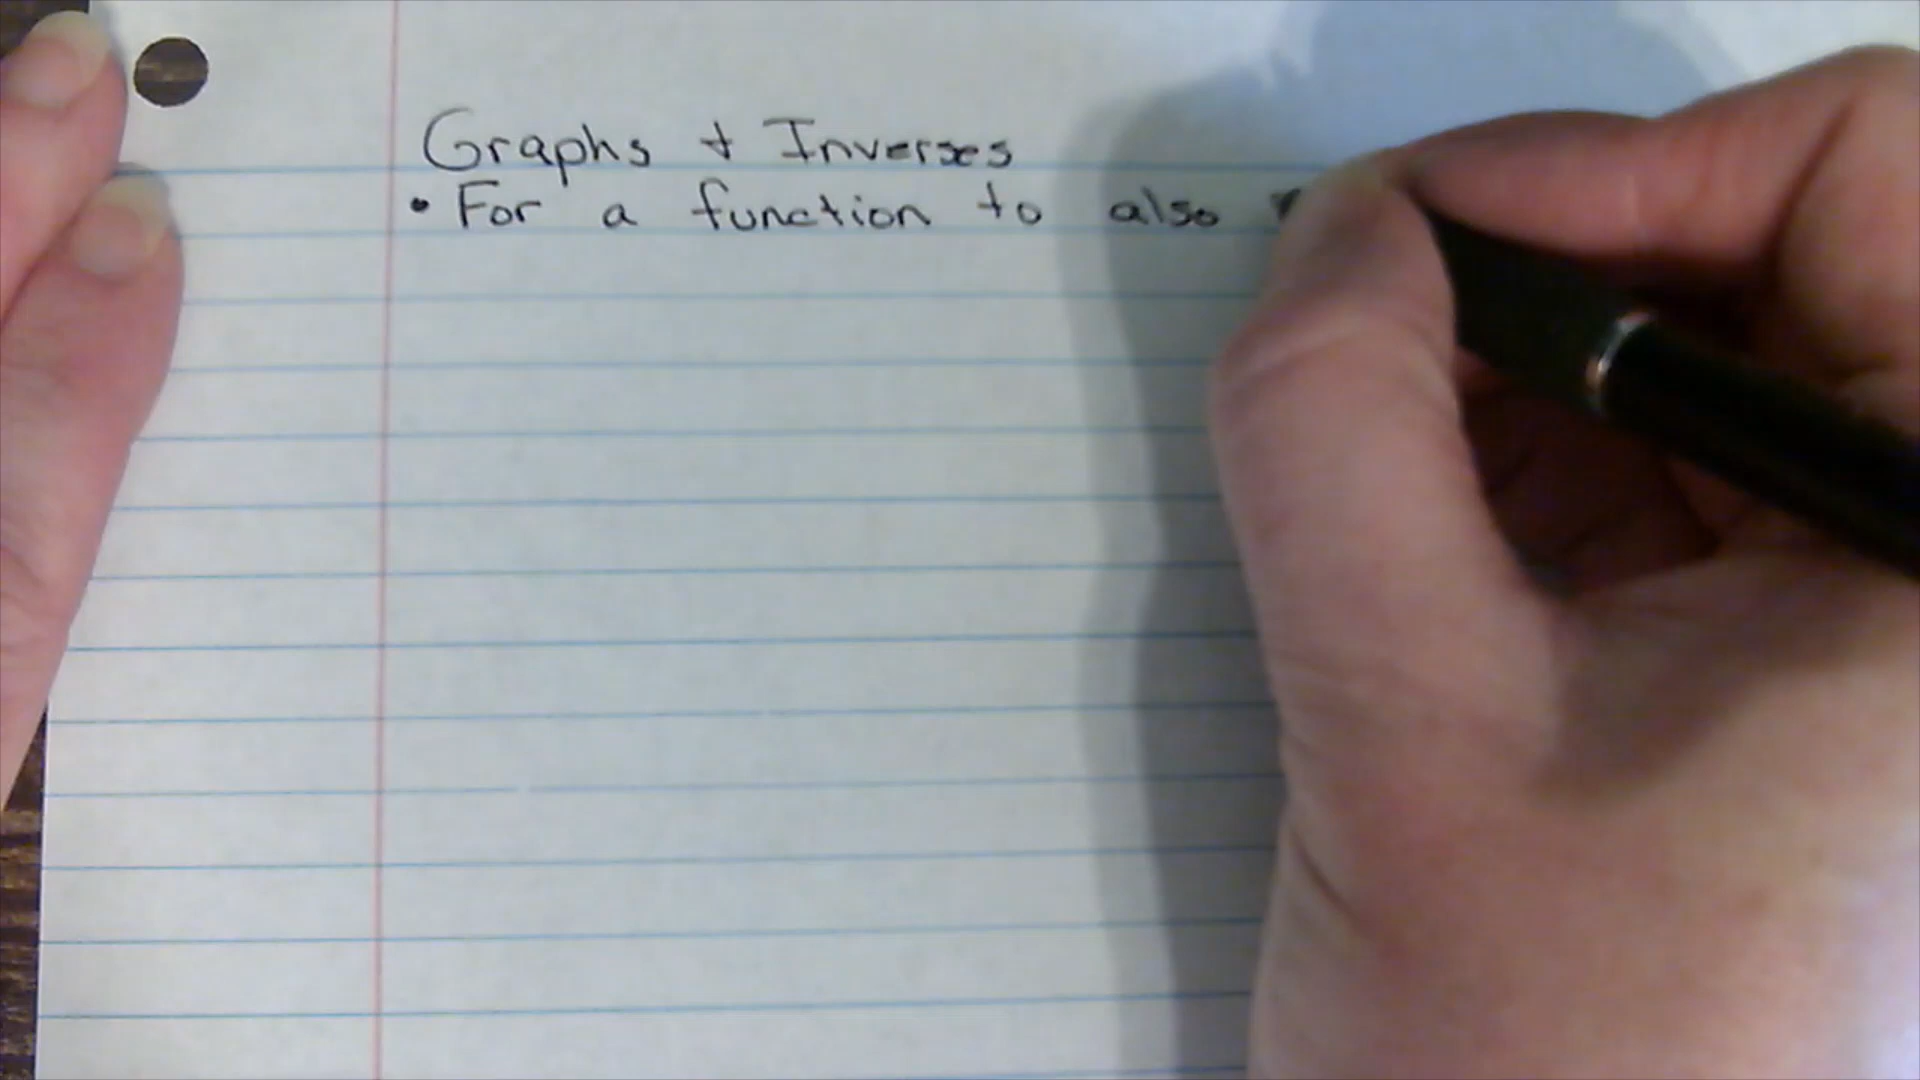 Graphs + Inverses
• For a function to also